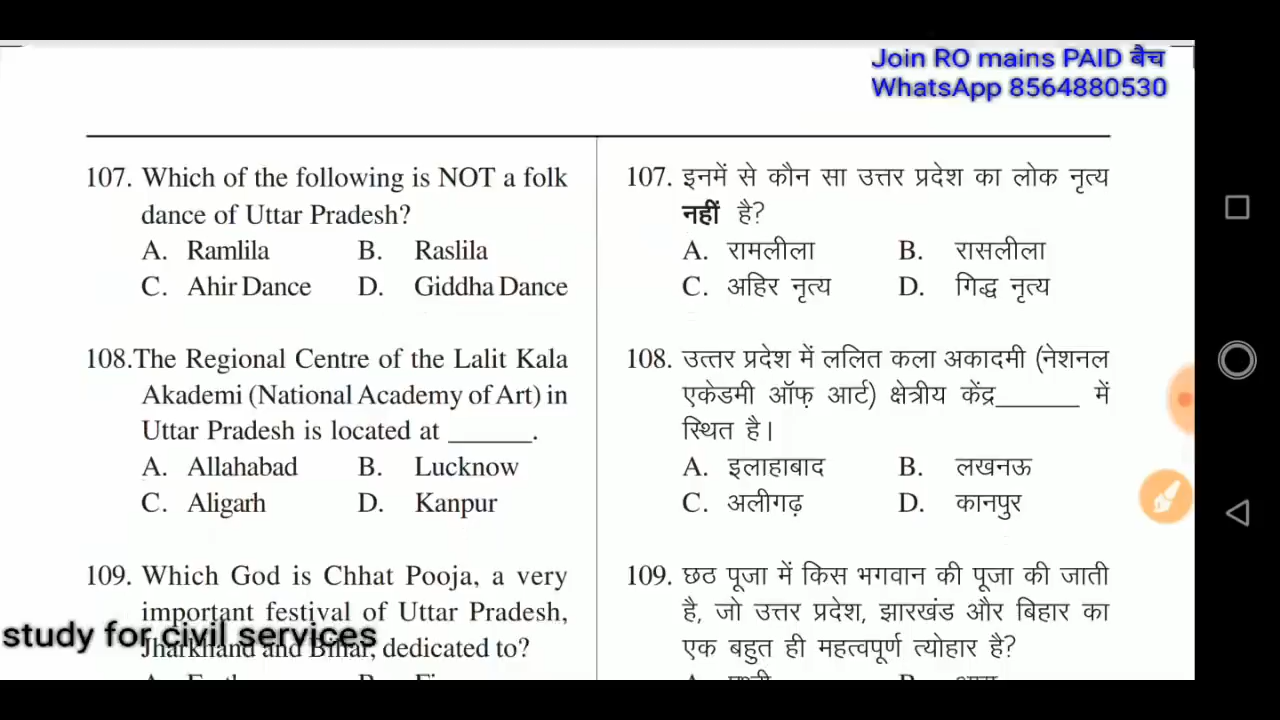 Join RO mains PAID बैच
WhatsApp 8564880530
107. Which of the following is NOT a folk
dance of Uttar Pradesh?
A. Ramlila B. Raslila
C. Ahir Dance D. Giddha Dance
108.The Regional Centre of the Lalit Kala
Akademi (National Academy of Art) in
Uttar Pradesh is located at ______.
A. Allahabad B. Lucknow
C. Aligarh D. Kanpur
109. Which God is Chhat Pooja, a very
important festival of Uttar Pradesh,
Jharkhand and Bihar, dedicated to?
study for civil services
107. इनमें से कौन सा उत्तर प्रदेश का लोक नृत्य
नहीं है?
A. रामलीला B. रासलीला
C. अहिर नृत्य D. गिद्ध नृत्य
108. उत्तर प्रदेश में ललित कला अकादमी (नेशनल
एकेडमी ऑफ़ आर्ट) क्षेत्रीय केंद्र______ में
स्थित है।
A. इलाहाबाद B. लखनऊ
C. अलीगढ़ D. कानपुर
109. छठ पूजा में किस भगवान की पूजा की जाती
है, जो उत्तर प्रदेश, झारखंड और बिहार का
एक बहुत ही महत्वपूर्ण त्योहार है?